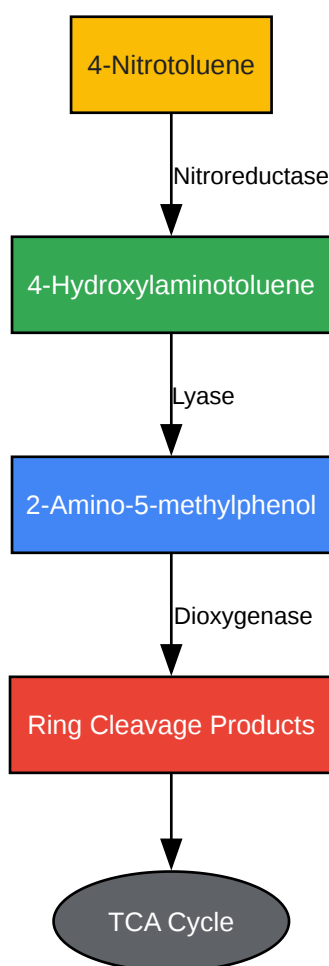 4-Nitrotoluene
Nitroreductase
4-Hydroxylaminotoluene
Lyase
2-Amino-5-methylphenol
Dioxygenase
Ring Cleavage Products
TCA Cycle